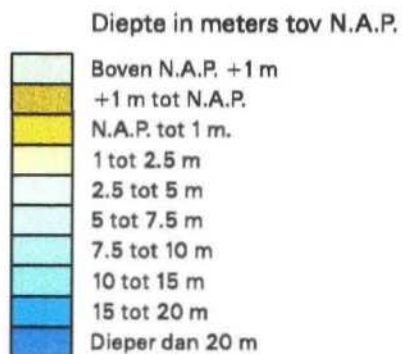 Diepte in meters tov N.A.P.
Boven N.A.P. +1 m
+1 m tot N.A.P.
N.A.P. tot 1 m.
1 tot 2.5 m
2.5 tot 5 m
5 tot 7.5 m
7.5 tot 10 m
10 tot 15 m
15 tot 20 m
Dieper dan 20 m